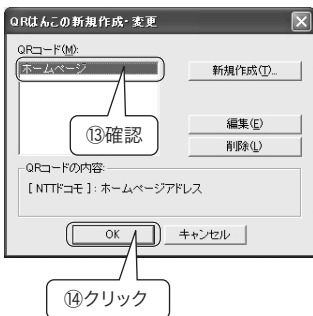 QRはんこの新規作成・変更
QRコード(M):
ホームページ
新規作成(T)...
⑬確認
編集(E)
削除(L)
QRコードの内容:
[ NTTドコモ ] : ホームページアドレス
OK
キャンセル
⑭クリック